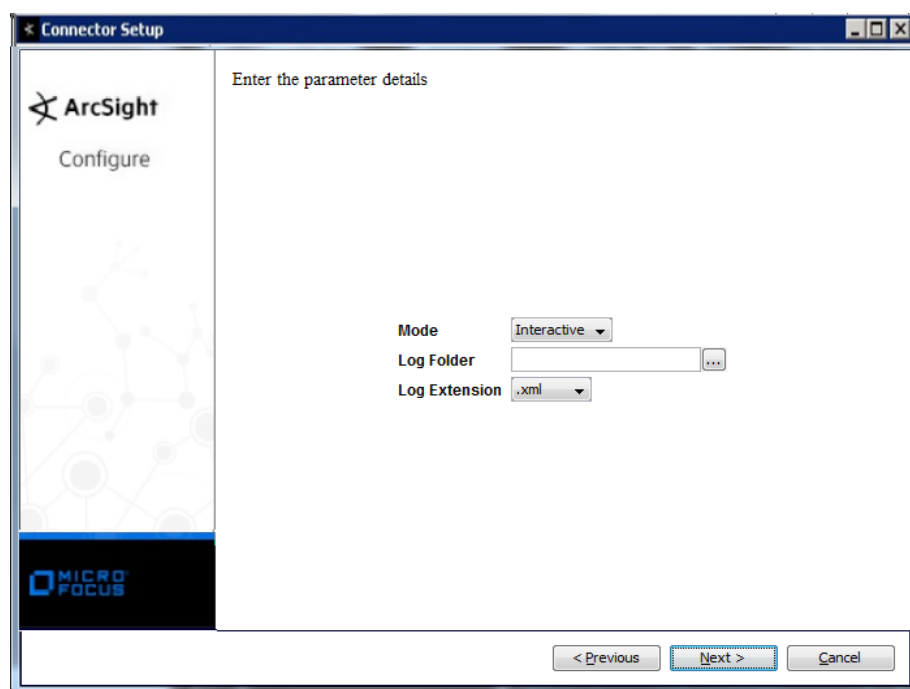 Connector Setup
ArcSight
Configure
Enter the parameter details
Mode Interactive
Log Folder ...
Log Extension .xml
MICRO
FOCUS
< Previous Next > Cancel